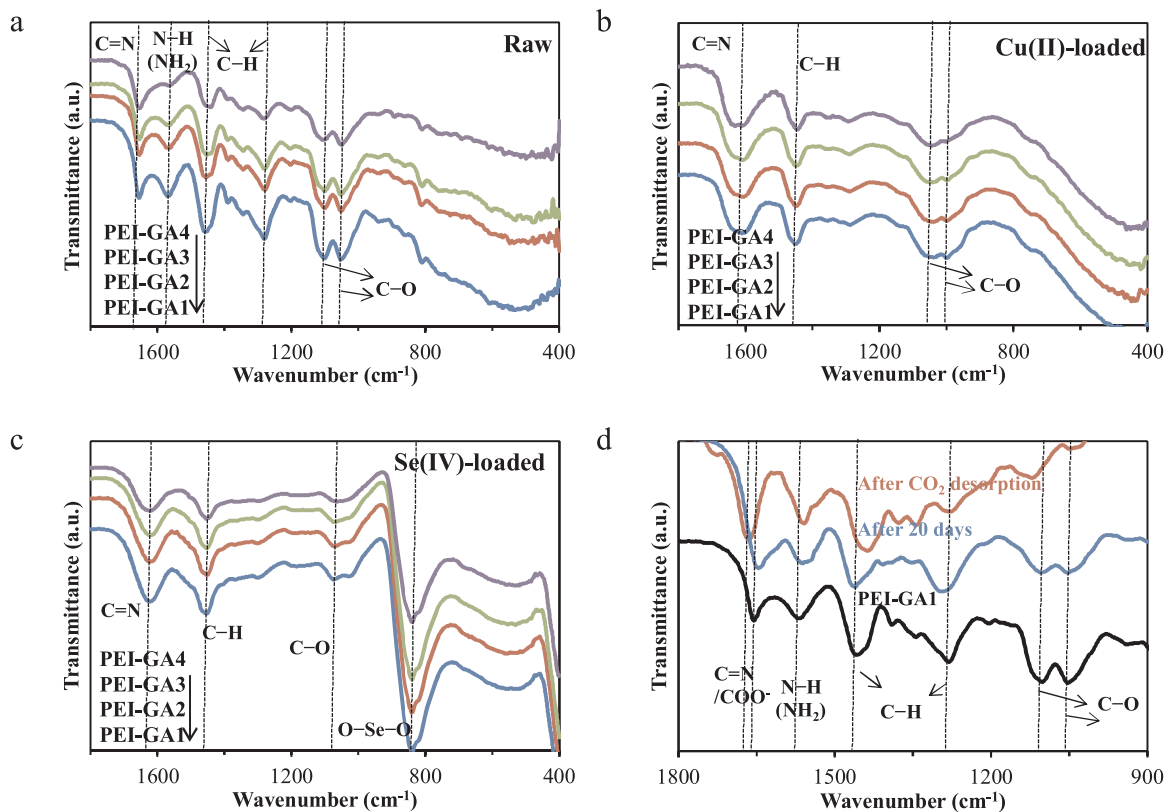 a
C=N
N−H
(NH2)
C−H
Raw
Transmittance (a.u.)
PEI-GA4
PEI-GA3
PEI-GA2
PEI-GA1
C−O
1600
1200
800
400
Wavenumber (cm-1)
b
C=N
C−H
Cu(II)-loaded
Transmittance (a.u.)
PEI-GA4
PEI-GA3
PEI-GA2
PEI-GA1
C−O
1600
1200
800
400
Wavenumber (cm-1)
c
Se(IV)-loaded
Transmittance (a.u.)
C=N
C−H
C−O
PEI-GA4
PEI-GA3
PEI-GA2
PEI-GA1
O−Se−O
1600
1200
800
400
Wavenumber (cm-1)
d
After CO2 desorption
After 20 days
PEI-GA1
Transmittance (a.u.)
C=N
/COO-
N−H
(NH2)
C−H
C−O
1800
1500
1200
900
Wavenumber (cm-1)